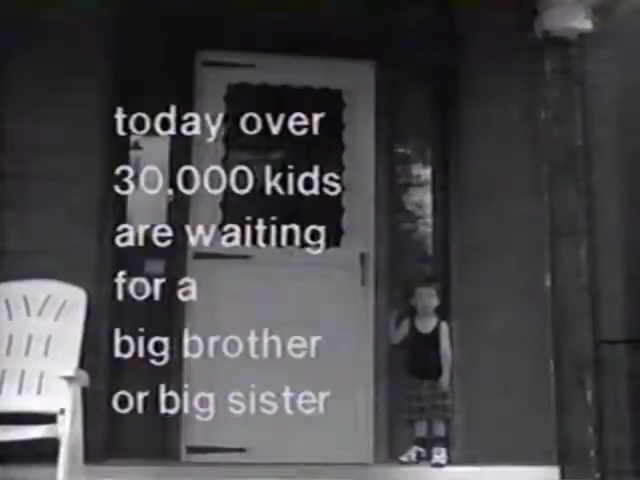 today over
30.000 kids
are waiting
for a
big brother
or big sister